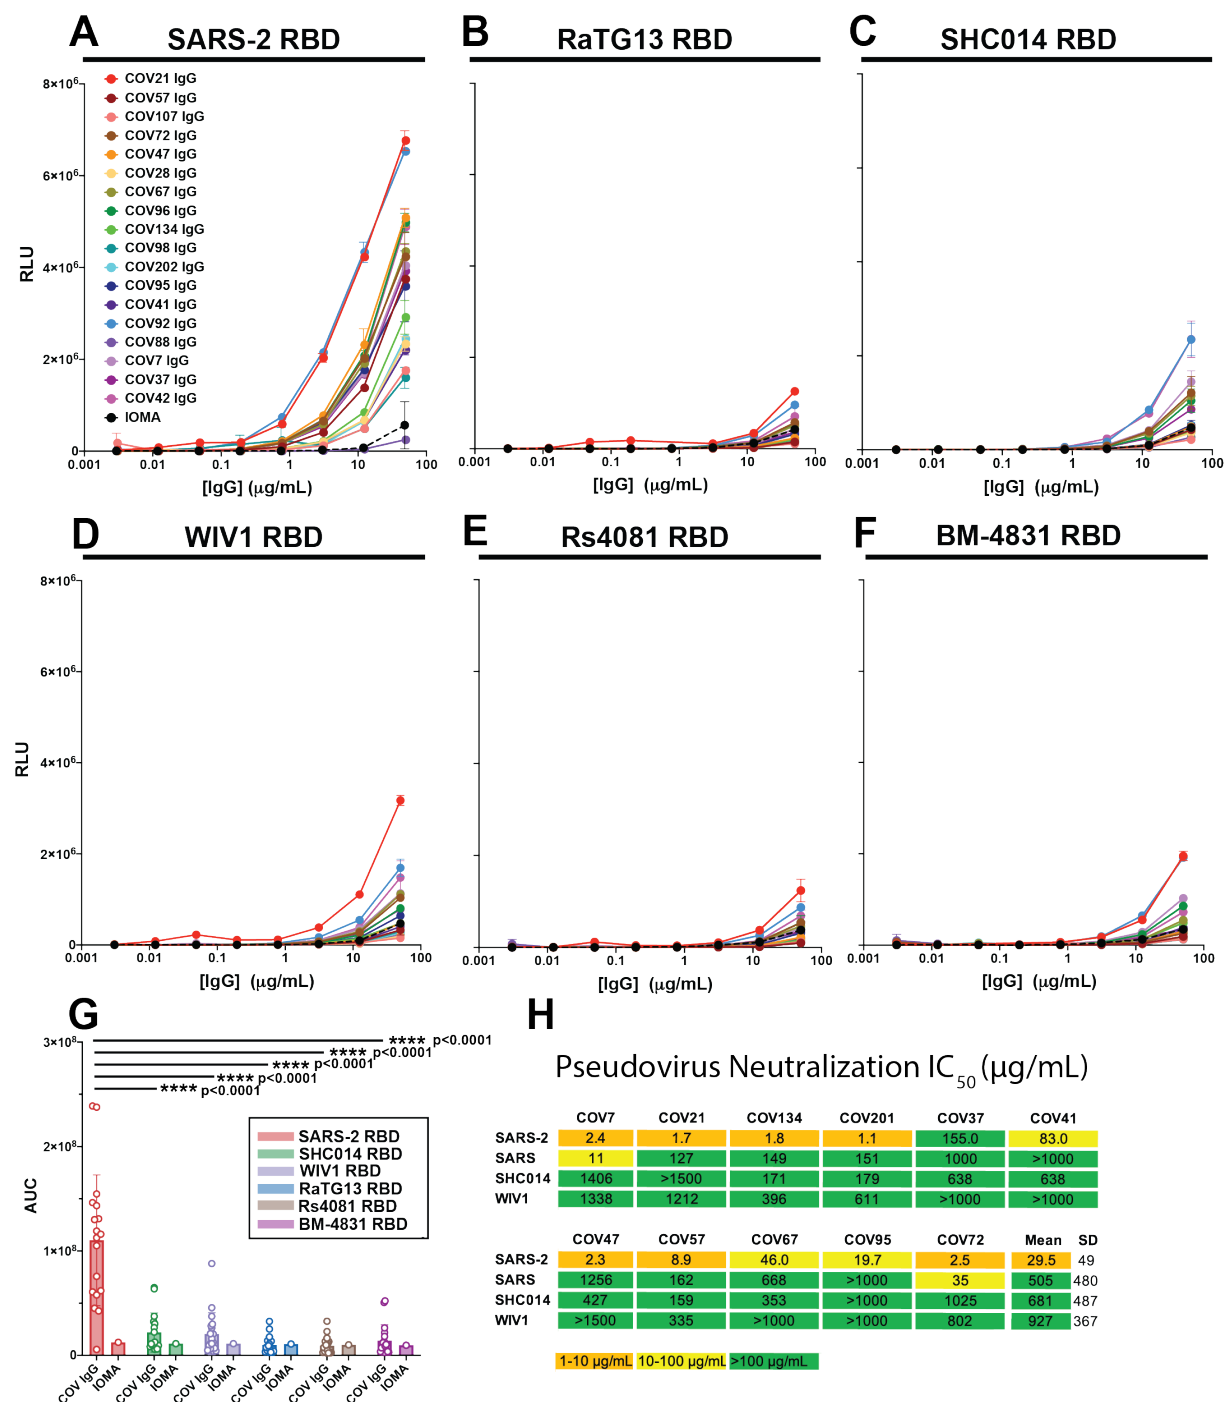 A
SARS-2 RBD
B
RaTG13 RBD
C
SHC014 RBD
8×10⁶
6×10⁶
4×10⁶
2×10⁶
0
RLU
COV21 IgG
COV57 IgG
COV107 IgG
COV72 IgG
COV47 IgG
COV28 IgG
COV67 IgG
COV96 IgG
COV134 IgG
COV98 IgG
COV202 IgG
COV95 IgG
COV41 IgG
COV92 IgG
COV88 IgG
COV7 IgG
COV37 IgG
COV42 IgG
IOMA
0.001 0.01 0.1 1 10 100
[IgG] (µg/mL)
0.001 0.01 0.1 1 10 100
[IgG] (µg/mL)
0.001 0.01 0.1 1 10 100
[IgG] (µg/mL)
D
WIV1 RBD
E
Rs4081 RBD
F
BM-4831 RBD
8×10⁶
6×10⁶
4×10⁶
2×10⁶
0
RLU
0.001 0.01 0.1 1 10 100
[IgG] (µg/mL)
0.001 0.01 0.1 1 10 100
[IgG] (µg/mL)
0.001 0.01 0.1 1 10 100
[IgG] (µg/mL)
G
3×10⁸
2×10⁸
1×10⁸
0
AUC
**** p<0.0001
**** p<0.0001
**** p<0.0001
**** p<0.0001
**** p<0.0001
SARS-2 RBD
SHC014 RBD
WIV1 RBD
RaTG13 RBD
Rs4081 RBD
BM-4831 RBD
COV IgG IOMA COV IgG IOMA COV IgG IOMA COV IgG IOMA COV IgG IOMA COV IgG IOMA
H
Pseudovirus Neutralization IC₅₀ (µg/mL)
COV7 COV21 COV134 COV201 COV37 COV41
SARS-2 2.4 1.7 1.8 1.1 155.0 83.0
SARS 11 127 149 151 1000 >1000
SHC014 1406 >1500 171 179 638 638
WIV1 1338 1212 396 611 >1000 >1000
COV47 COV57 COV67 COV95 COV72 Mean SD
SARS-2 2.3 8.9 46.0 19.7 2.5 29.5 49
SARS 1256 162 668 >1000 35 505 480
SHC014 427 159 353 >1000 1025 681 487
WIV1 >1500 335 >1000 >1000 802 927 367
1-10 µg/mL 10-100 µg/mL >100 µg/mL